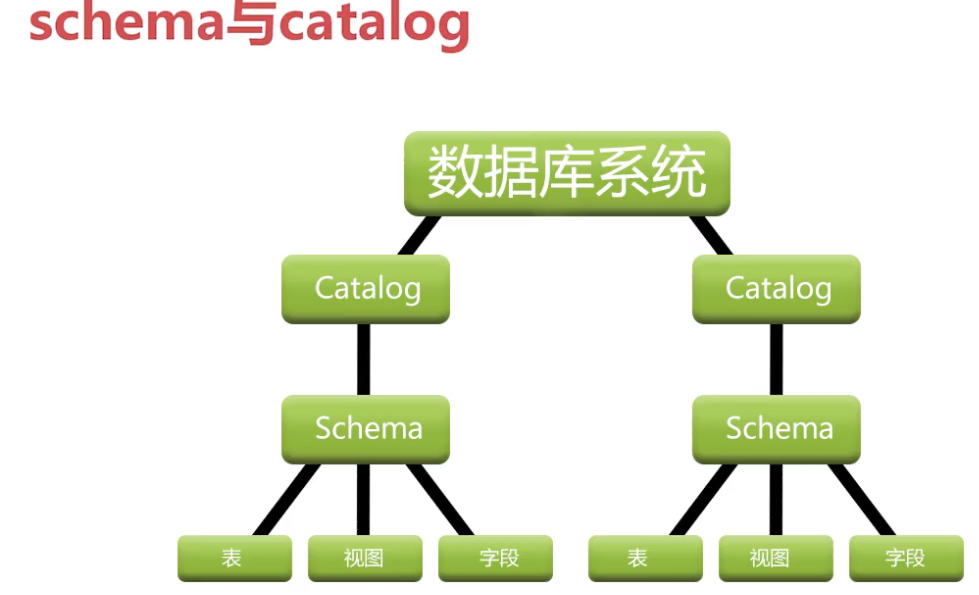 schema与catalog
数据库系统
Catalog
Catalog
Schema
Schema
表
视图
字段
表
视图
字段